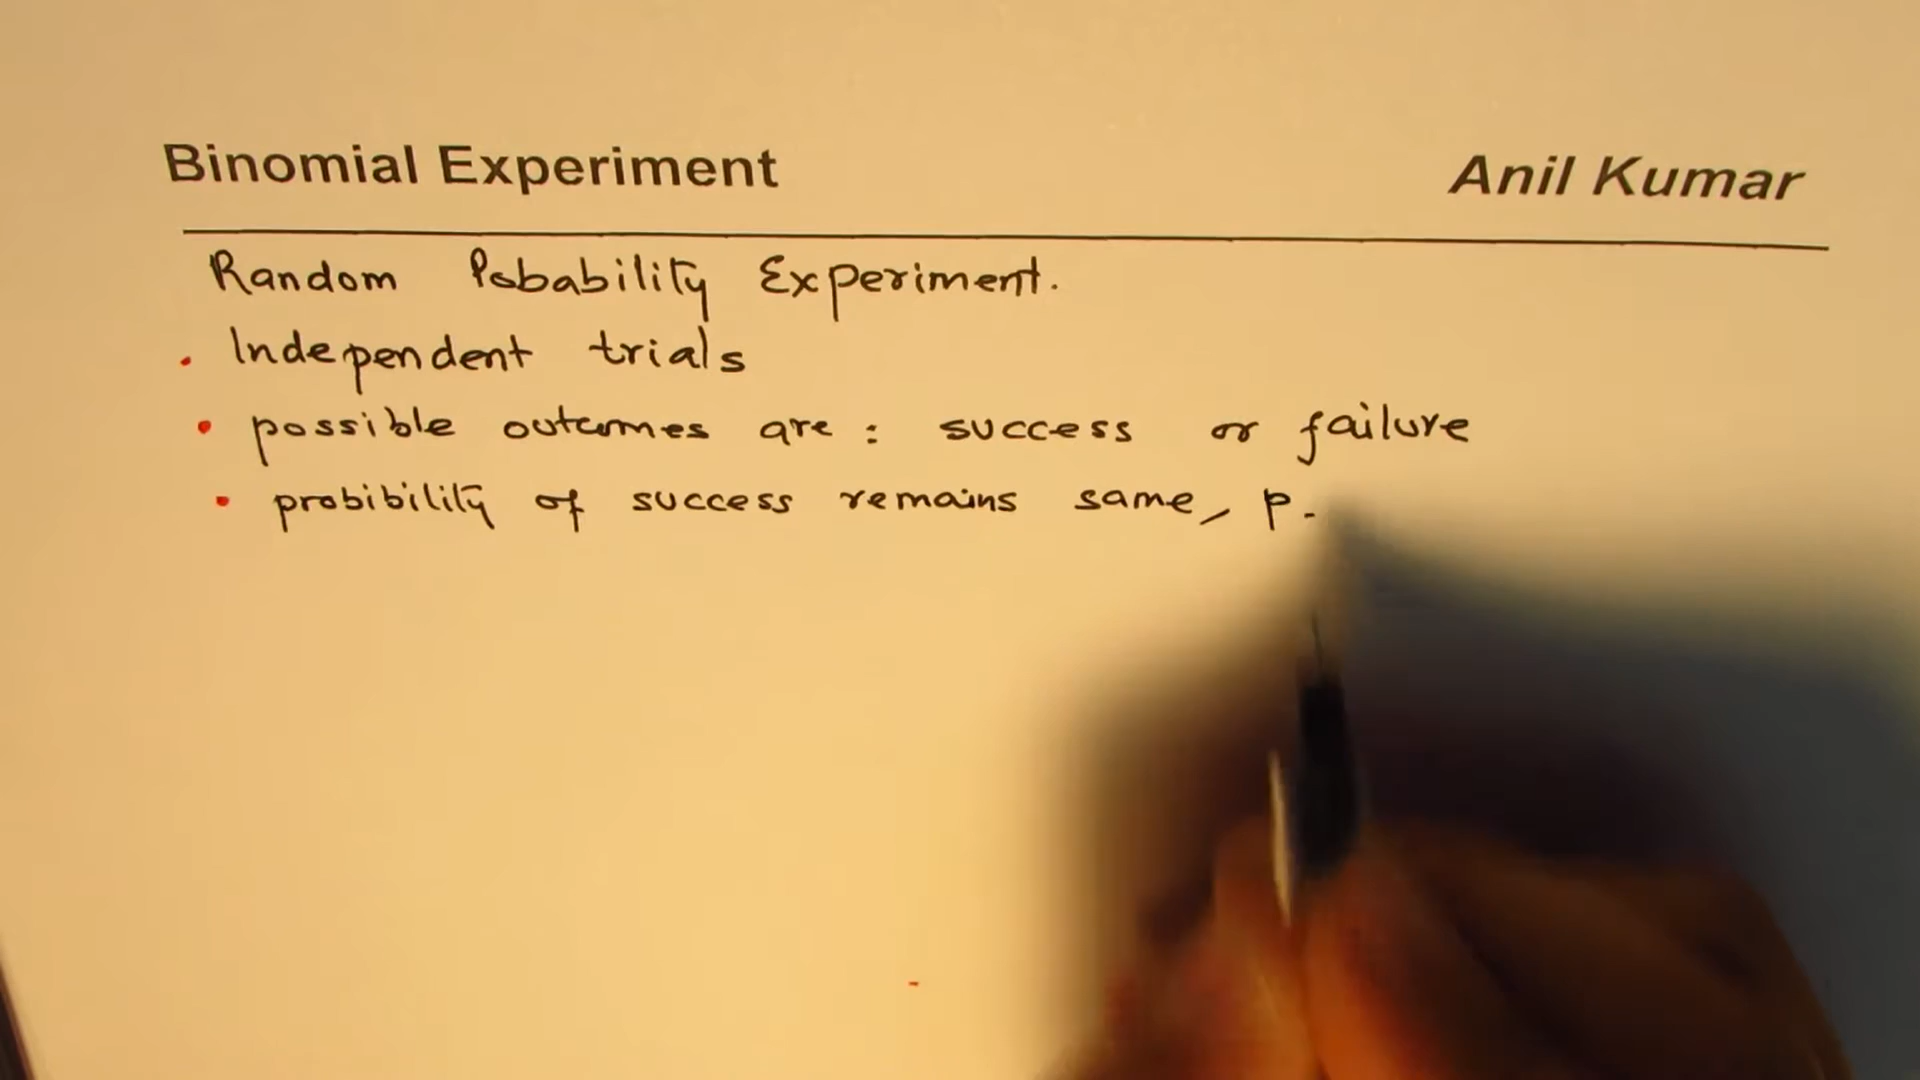 Binomial Experiment Anil Kumar
Random Pobability Experiment.
. Independent trials
• possible outcomes are : success or failure
• probibility of success remains same, p.